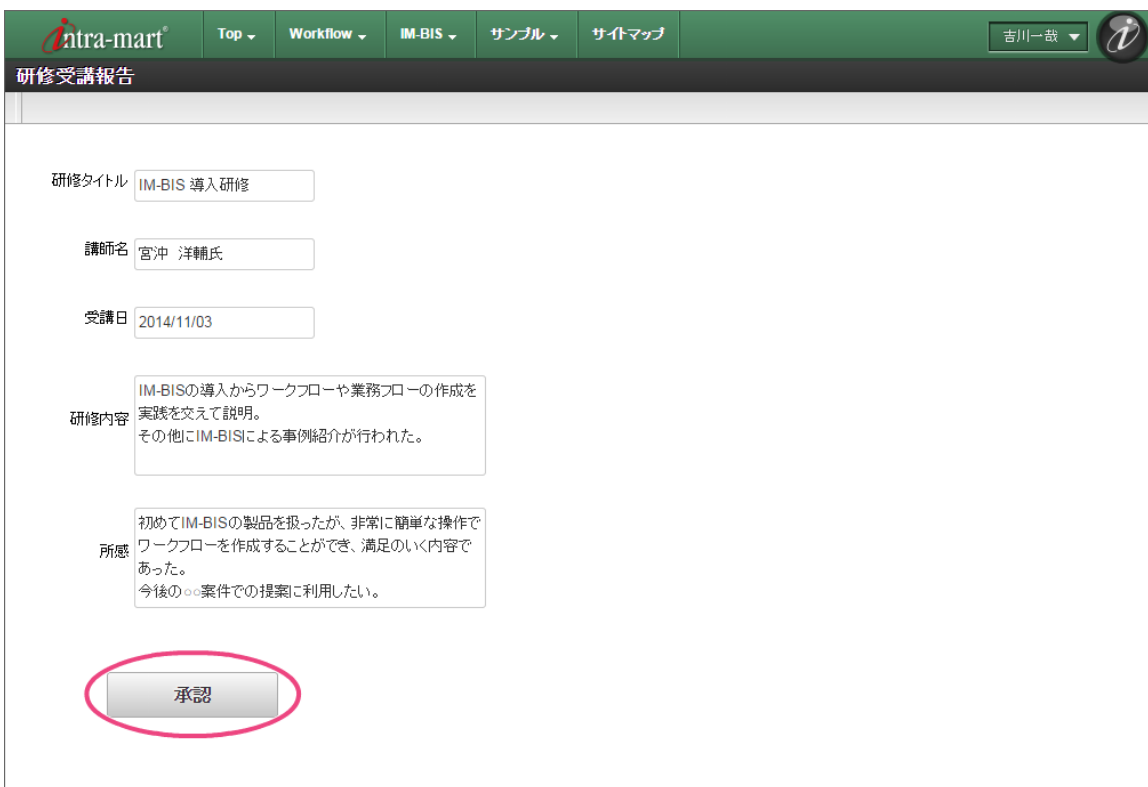 intra-mart®
Top
Workflow
IM-BIS
サンプル
サイトマップ
吉川一哉
研修受講報告
研修タイトル
IM-BIS 導入研修
講師名
宮沖　洋輔氏
受講日
2014/11/03
研修内容
IM-BISの導入からワークフローや業務フローの作成を
実践を交えて説明。
その他にIM-BISによる事例紹介が行われた。
所感
初めてIM-BISの製品を扱ったが、非常に簡単な操作で
ワークフローを作成することができ、満足のいく内容で
あった。
今後の○○案件での提案に利用したい。
承認